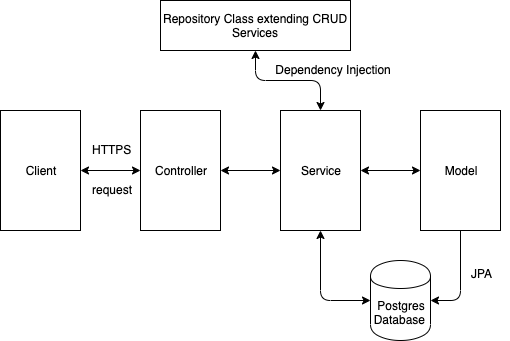 Repository Class extending CRUD
Services
Dependency Injection
HTTPS
request
Client
Controller
Service
Model
JPA
Postgres
Database